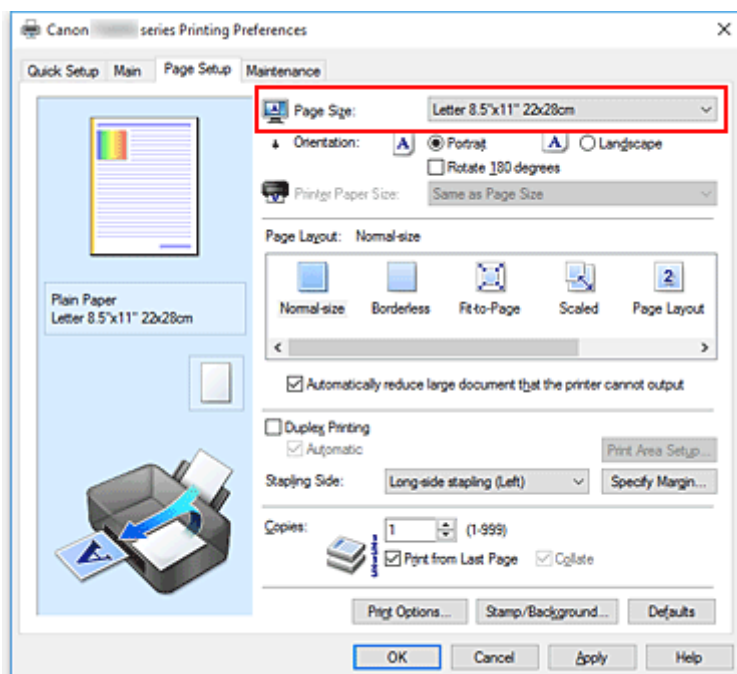 Canon series Printing Preferences
Quick Setup Main Page Setup Maintenance
Page Size: Letter 8.5"x11" 22x28cm
Orientation: A Portrait A Landscape
Rotate 180 degrees
Printer Paper Size: Same as Page Size
Page Layout: Normal-size
2
Normal-size Borderless Fit-to-Page Scaled Page Layout
Plain Paper
Letter 8.5"x11" 22x28cm
Automatically reduce large document that the printer cannot output
Duplex Printing
Automatic Print Area Setup...
Stapling Side: Long-side stapling (Left) Specify Margin...
Copies: 1 (1-999)
Print from Last Page Collate
A
Print Options... Stamp/Background... Defaults
OK Cancel Apply Help